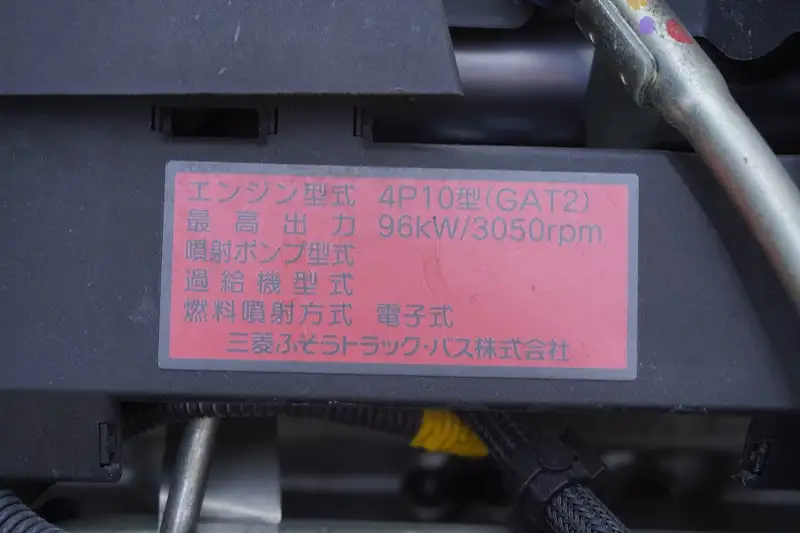 エンジン型式 4P10型(GAT2)
最高出力 96kW/3050rpm
噴射ポンプ型式
過給機型式
燃料噴射方式 電子式
三菱ふそうトラック・バス株式会社